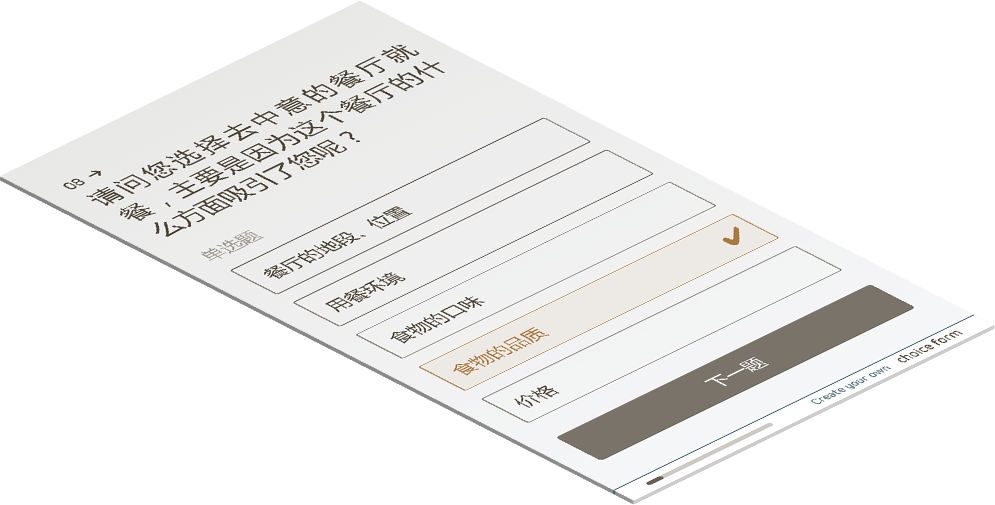 08 →
请问您选择去中意的餐厅就
餐，主要是因为这个餐厅的什
么方面吸引了您呢？
单选题
餐厅的地段、位置
用餐环境
食物的口味
食物的品质
价格
下一题
Create your own choice form